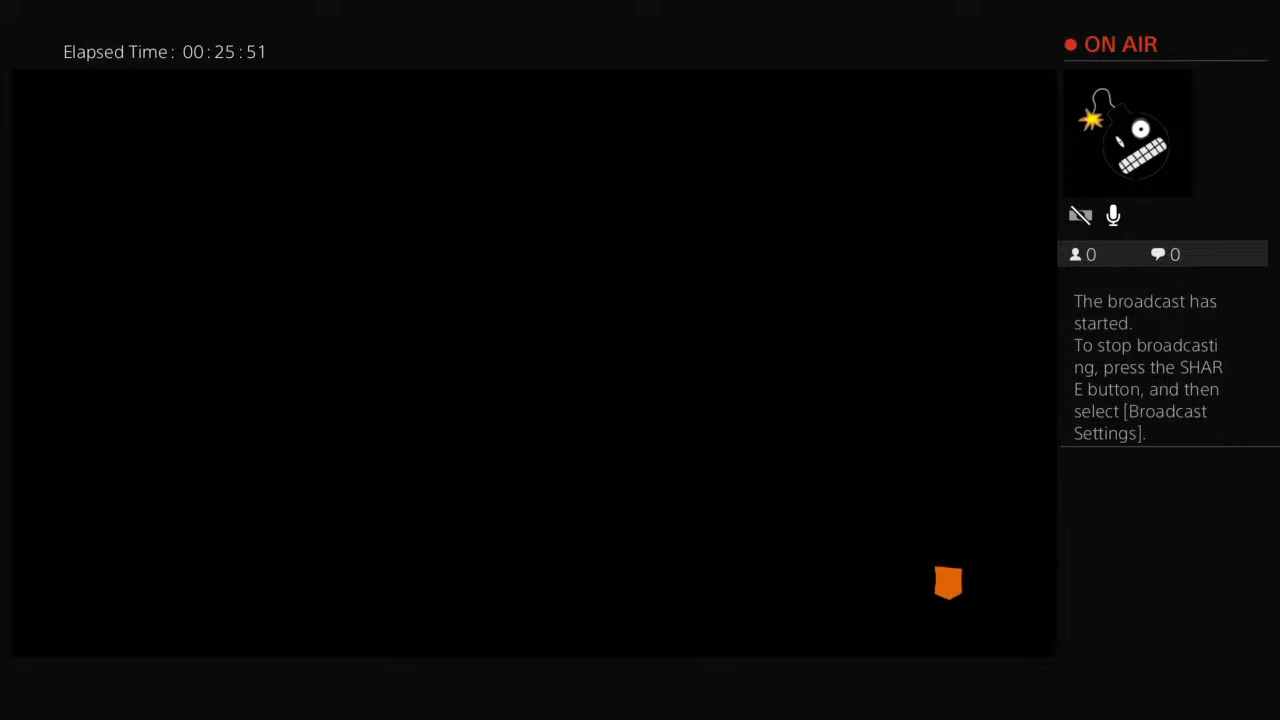 Elapsed Time: 00:25:51
ON AIR
0 0
The broadcast has
started.
To stop broadcasti
ng, press the SHAR
E button, and then
select [Broadcast
Settings].